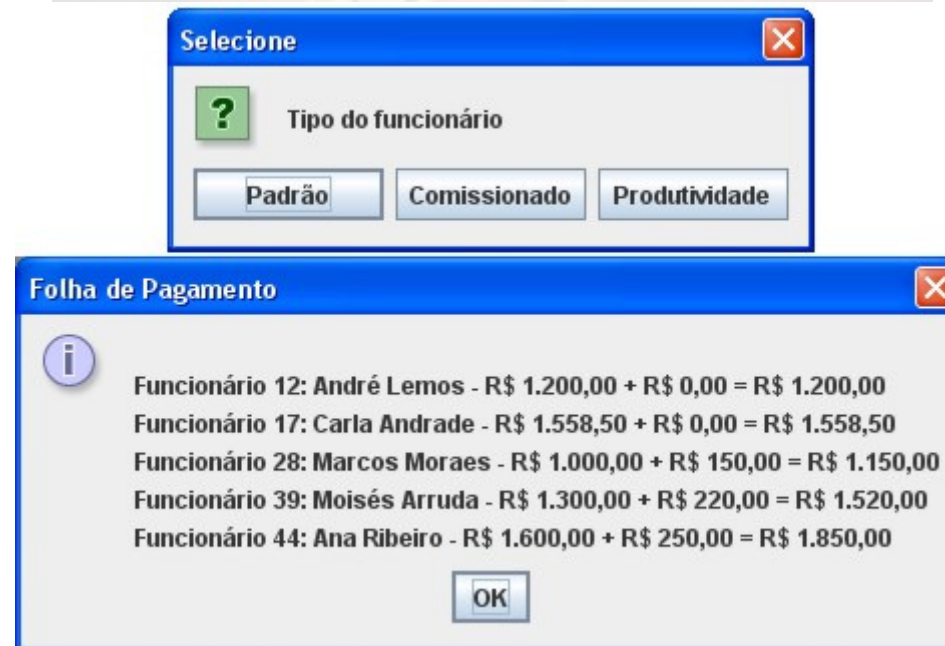 Selecione
?
Tipo do funcionário
Padrão Comissionado Produtividade
Folha de Pagamento
i
Funcionário 12: André Lemos - R$ 1.200,00 + R$ 0,00 = R$ 1.200,00
Funcionário 17: Carla Andrade - R$ 1.558,50 + R$ 0,00 = R$ 1.558,50
Funcionário 28: Marcos Moraes - R$ 1.000,00 + R$ 150,00 = R$ 1.150,00
Funcionário 39: Moisés Arruda - R$ 1.300,00 + R$ 220,00 = R$ 1.520,00
Funcionário 44: Ana Ribeiro - R$ 1.600,00 + R$ 250,00 = R$ 1.850,00
OK